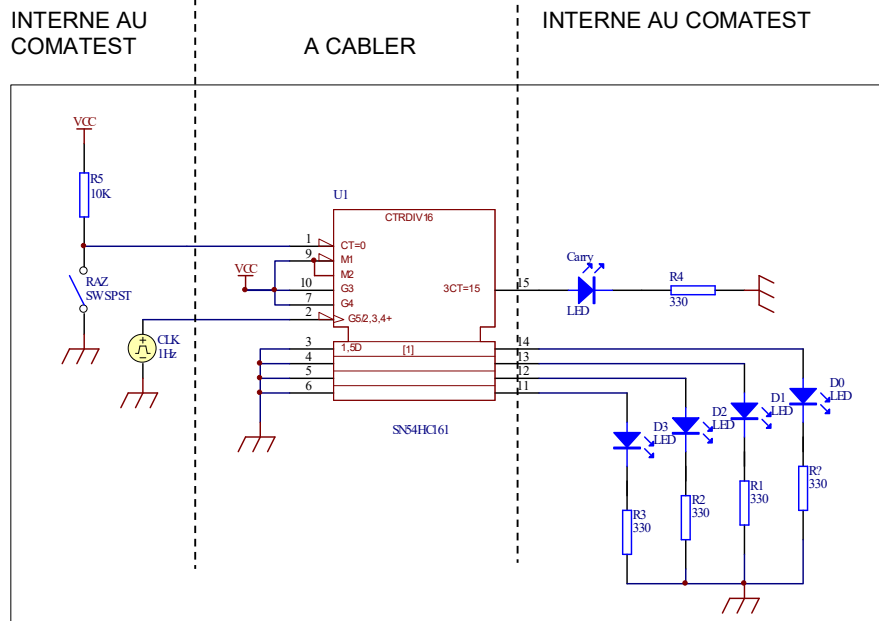 INTERNE AU
COMATEST
A CABLER
INTERNE AU COMATEST
VCC
R5
10K
RAZ
SW SPST
CLK
1Hz
VCC
U1
CTRDIV16
1
CT=0
9
M1
M2
10
G3
7
G4
2
G5/2,3,4+
3CT=15
15
3
1,5D
[1]
4
5
6
14
13
12
11
SN54HC161
Carry
LED
R4
330
D3
LED
D2
LED
D1
LED
D0
LED
R3
330
R2
330
R1
330
R?
330